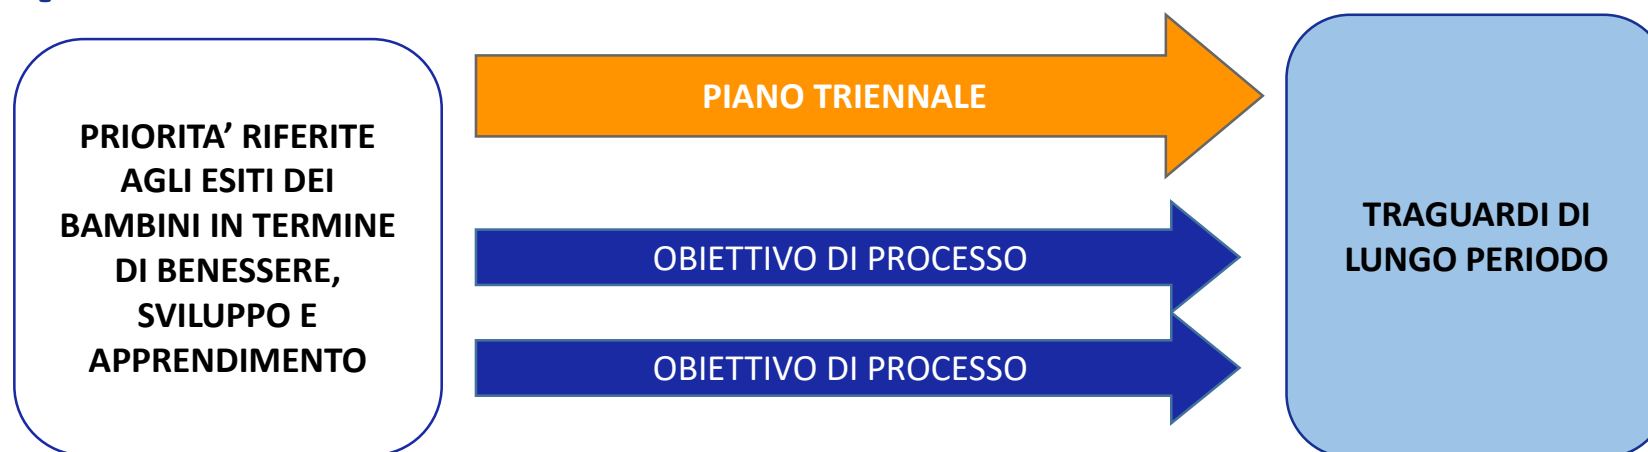 PRIORITA’ RIFERITE
AGLI ESITI DEI
BAMBINI IN TERMINE
DI BENESSERE,
SVILUPPO E
APPRENDIMENTO
PIANO TRIENNALE
OBIETTIVO DI PROCESSO
OBIETTIVO DI PROCESSO
TRAGUARDI DI
LUNGO PERIODO